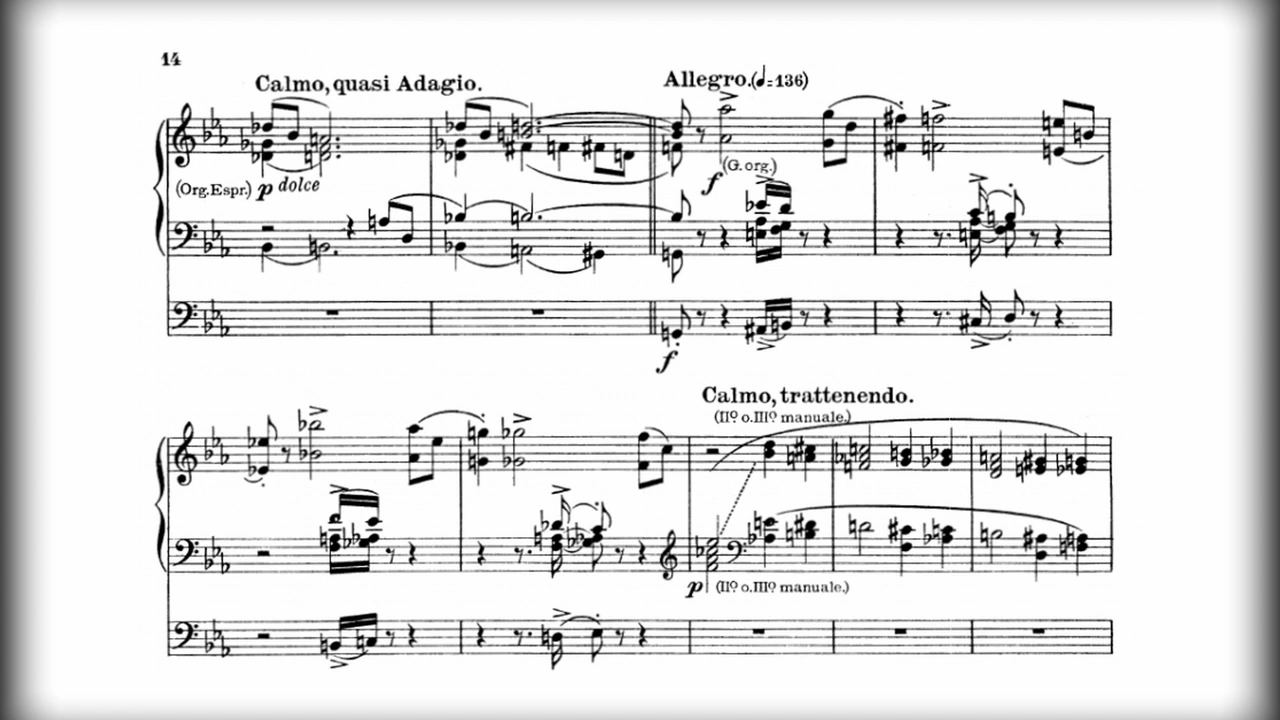 14
Calmo, quasi Adagio.
Allegro. (♩=136)
(Org. Espr.) p dolce
f (G. org.)
f
Calmo, trattenendo.
(IIº o. IIIº manuale.)
p (IIº o. IIIº manuale.)